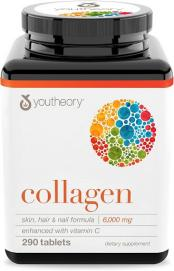 youtheory
collagen
skin, hair & nail formula 6,000 mg
enhanced with vitamin C
290 tablets dietary supplement